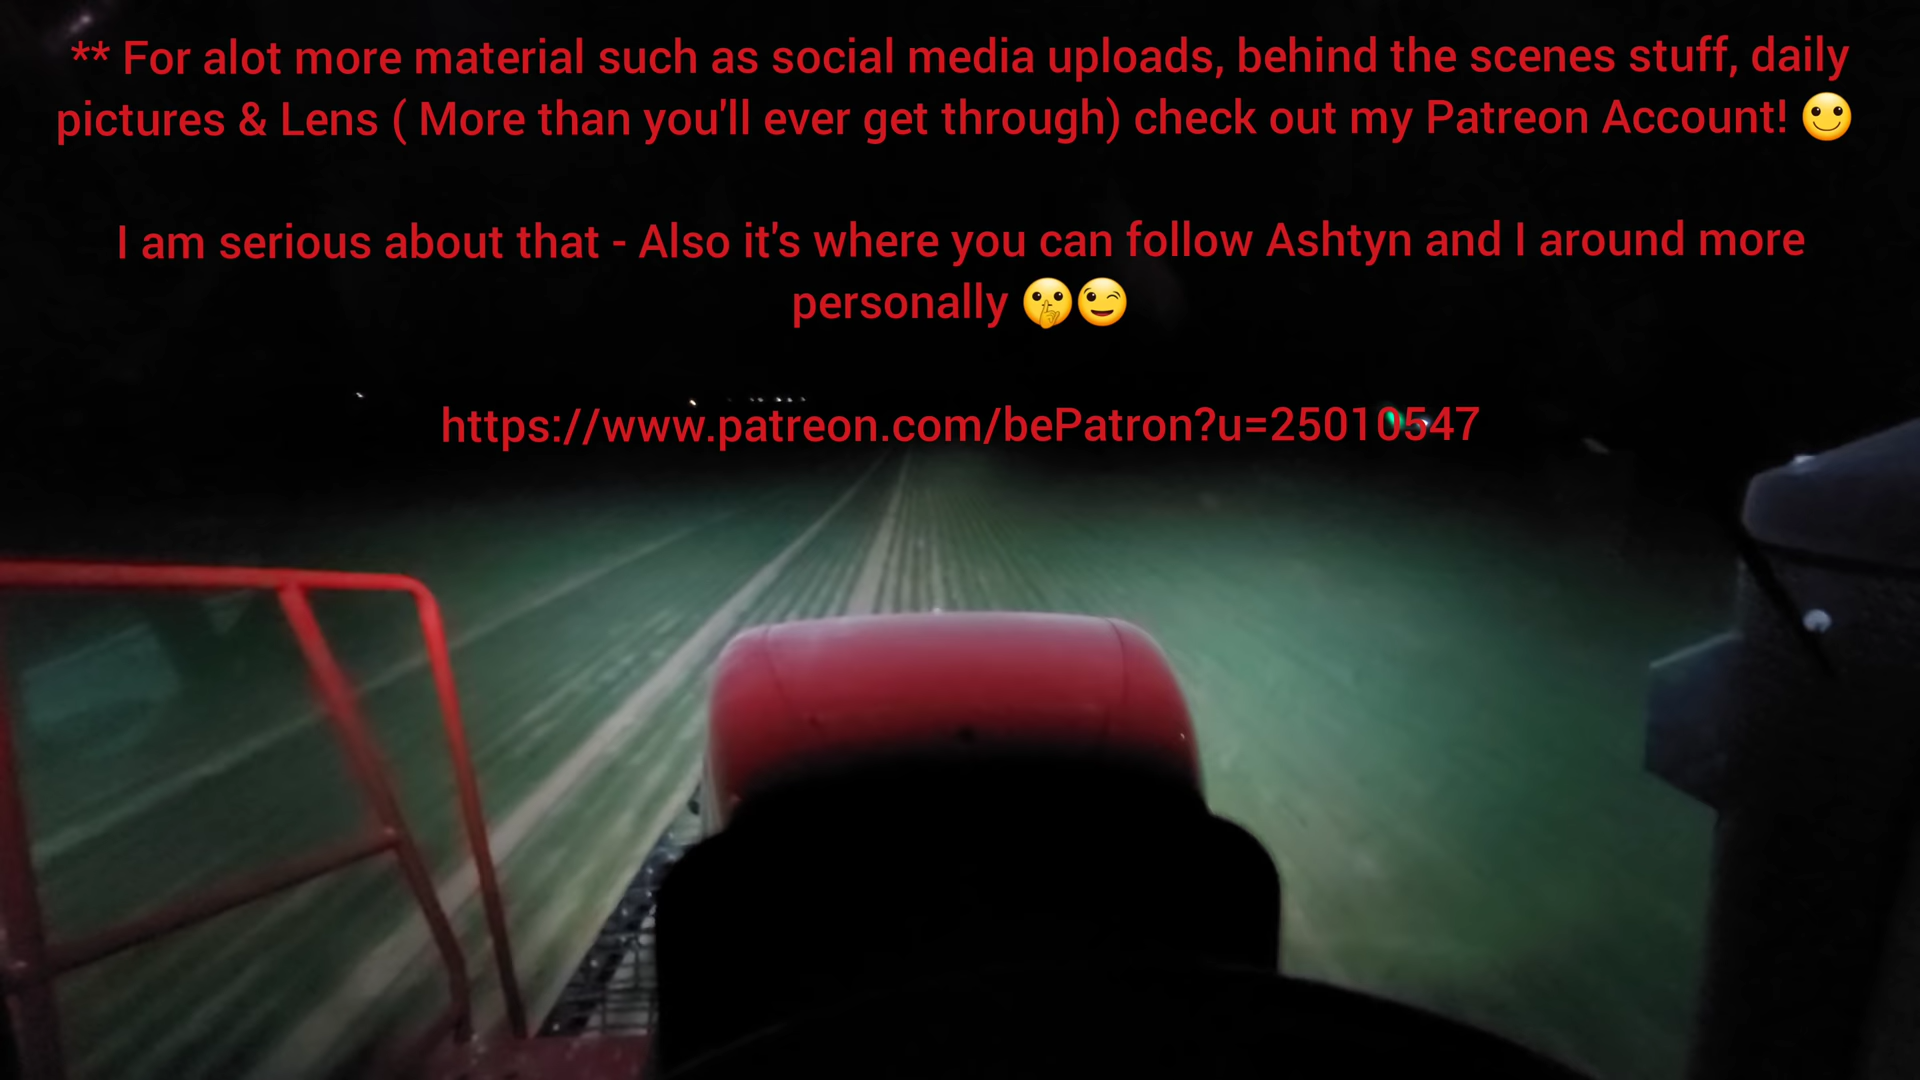 ** For alot more material such as social media uploads, behind the scenes stuff, daily
pictures & Lens ( More than you'll ever get through) check out my Patreon Account! 🙂
I am serious about that - Also it's where you can follow Ashtyn and I around more
personally 🤫😉
https://www.patreon.com/bePatron?u=25010547